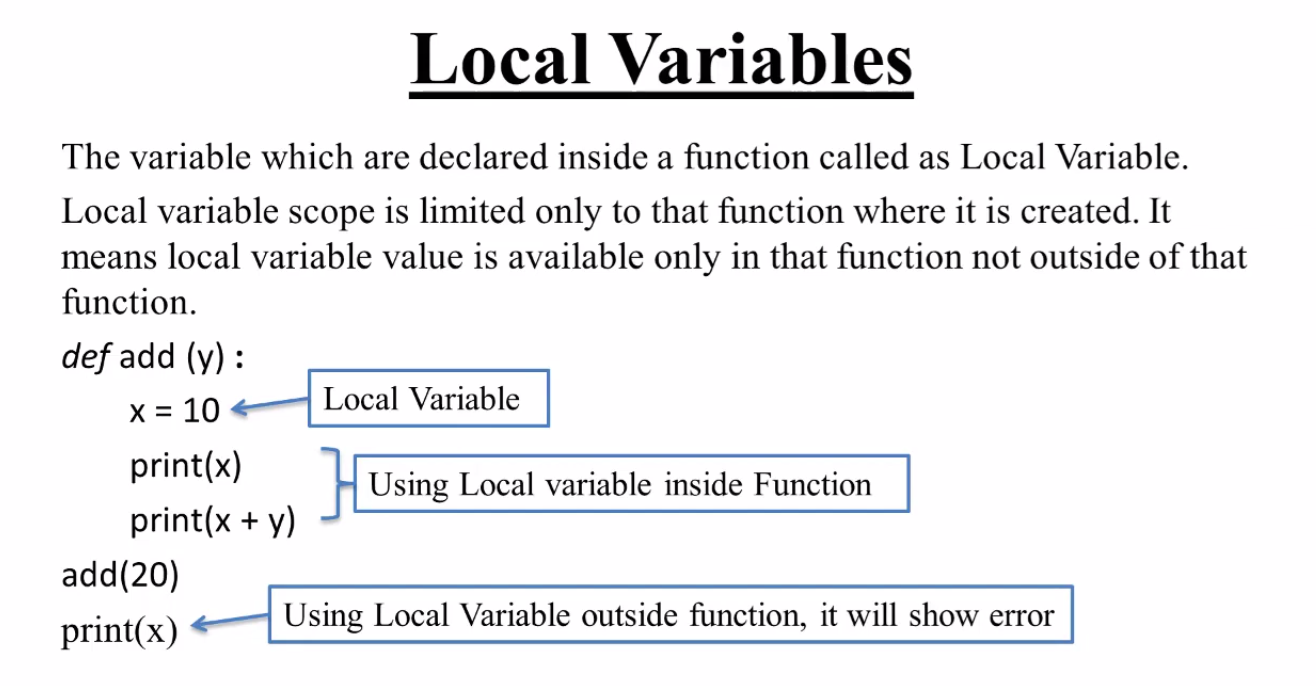 Local Variables
The variable which are declared inside a function called as Local Variable.
Local variable scope is limited only to that function where it is created. It
means local variable value is available only in that function not outside of that
function.
def add (y) :
x = 10
Local Variable
print(x)
Using Local variable inside Function
print(x + y)
add(20)
print(x)
Using Local Variable outside function, it will show error